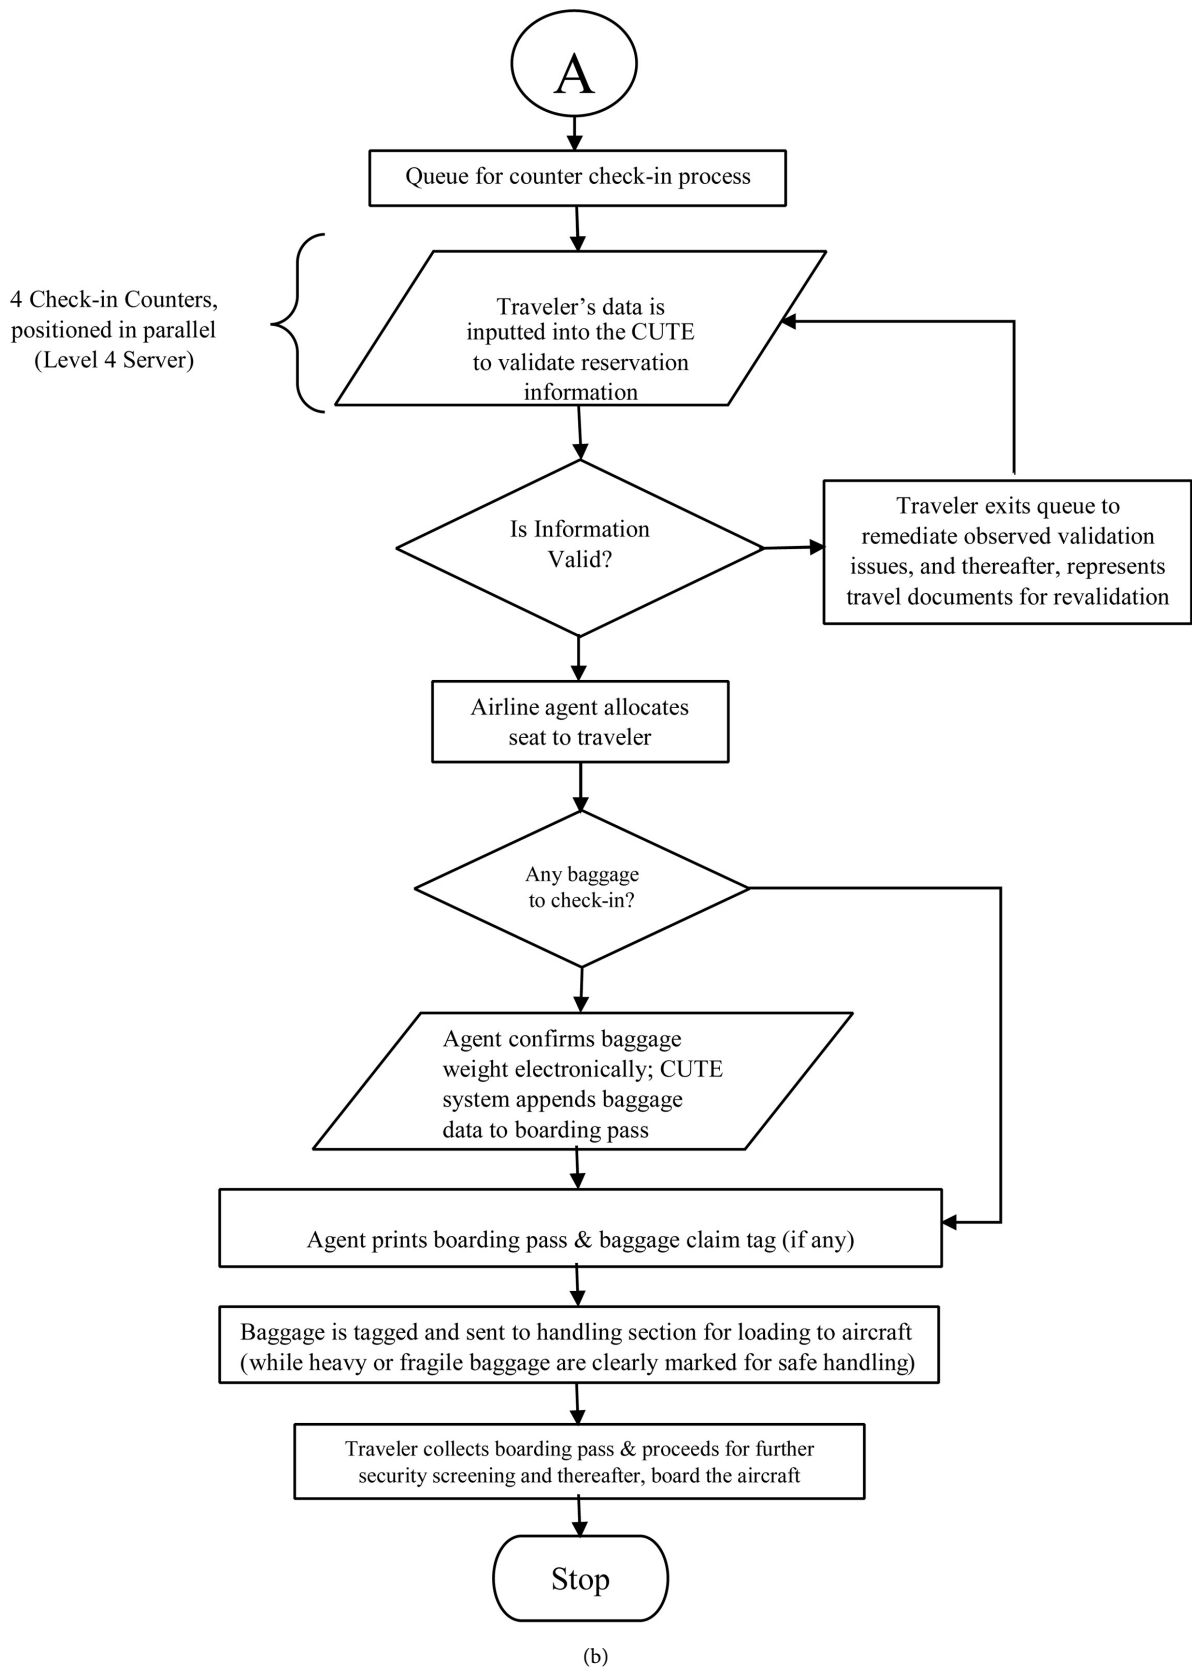 A
Queue for counter check-in process
4 Check-in Counters,
positioned in parallel
(Level 4 Server)
Traveler’s data is
inputted into the CUTE
to validate reservation
information
Is Information
Valid?
Traveler exits queue to
remediate observed validation
issues, and thereafter, represents
travel documents for revalidation
Airline agent allocates
seat to traveler
Any baggage
to check-in?
Agent confirms baggage
weight electronically; CUTE
system appends baggage
data to boarding pass
Agent prints boarding pass & baggage claim tag (if any)
Baggage is tagged and sent to handling section for loading to aircraft
(while heavy or fragile baggage are clearly marked for safe handling)
Traveler collects boarding pass & proceeds for further
security screening and thereafter, board the aircraft
Stop
(b)